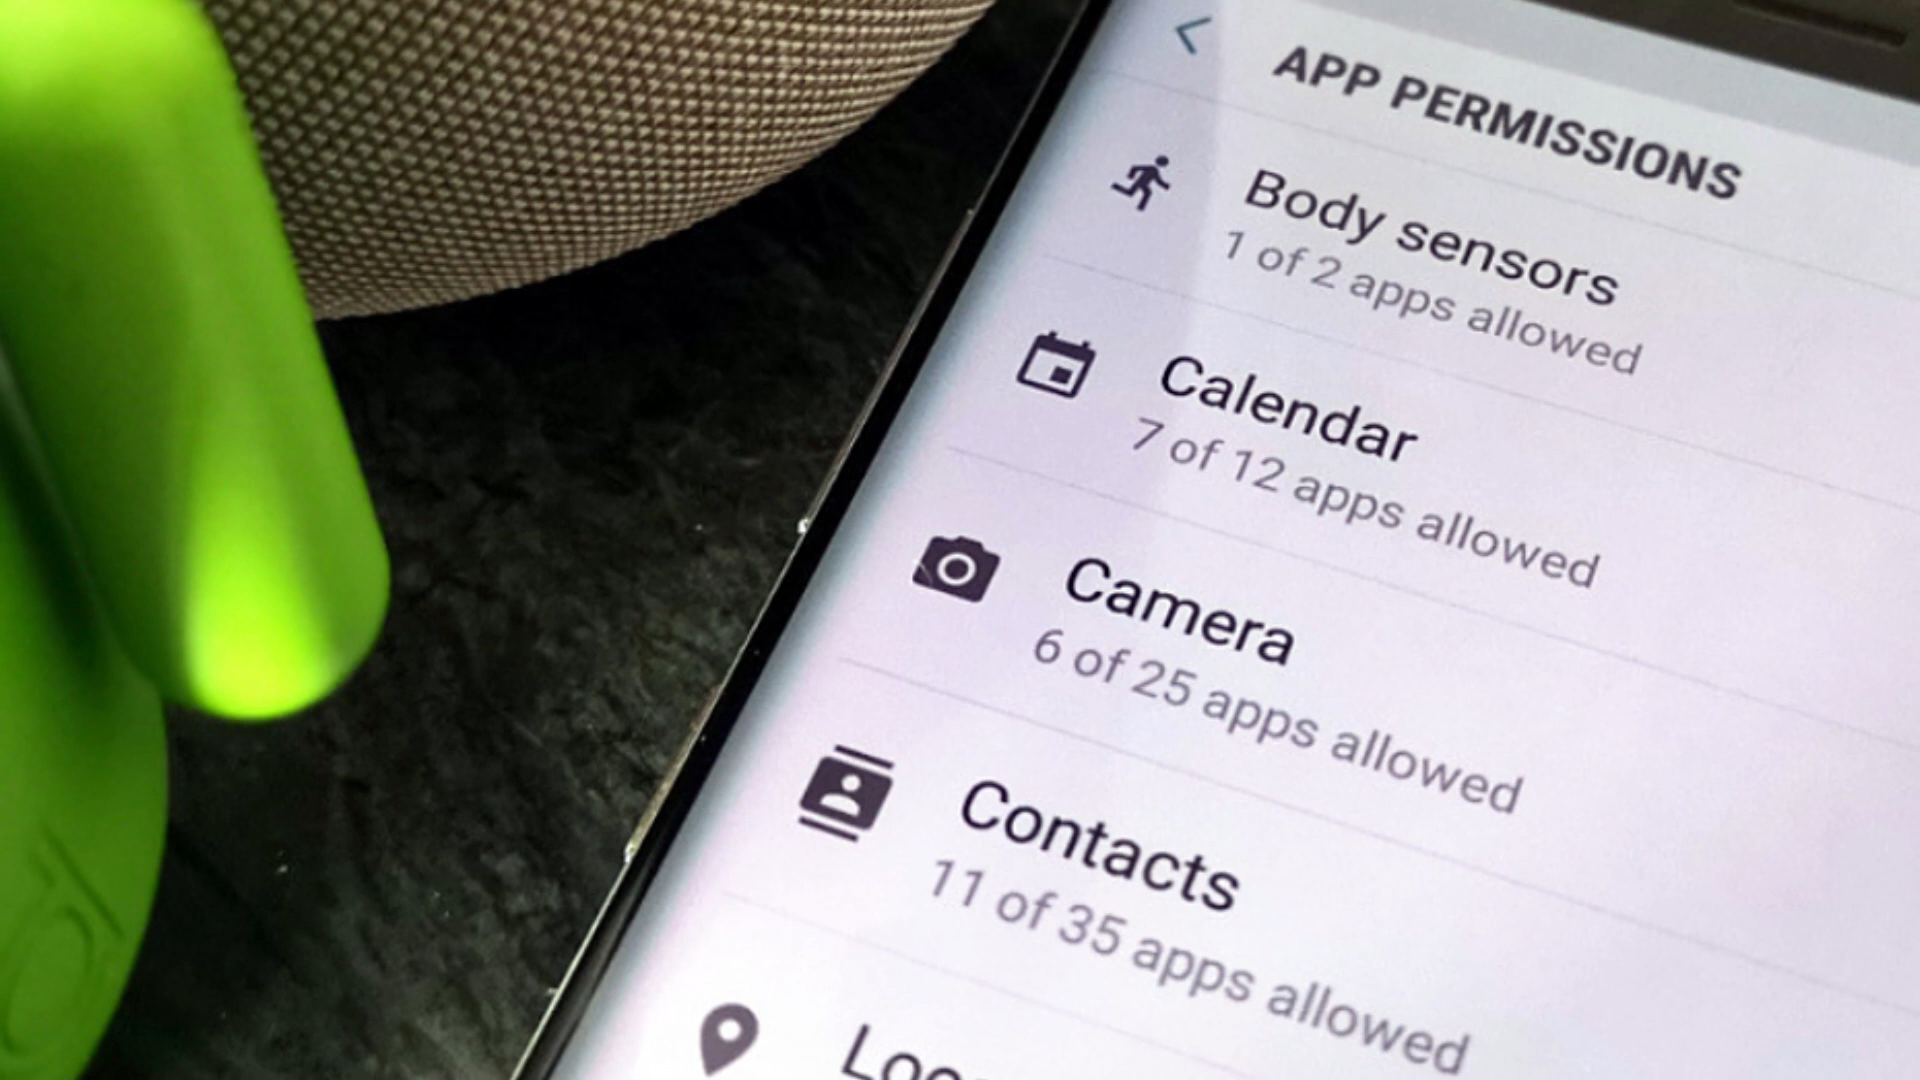 APP PERMISSIONS
Body sensors
1 of 2 apps allowed
Calendar
7 of 12 apps allowed
Camera
6 of 25 apps allowed
Contacts
11 of 35 apps allowed